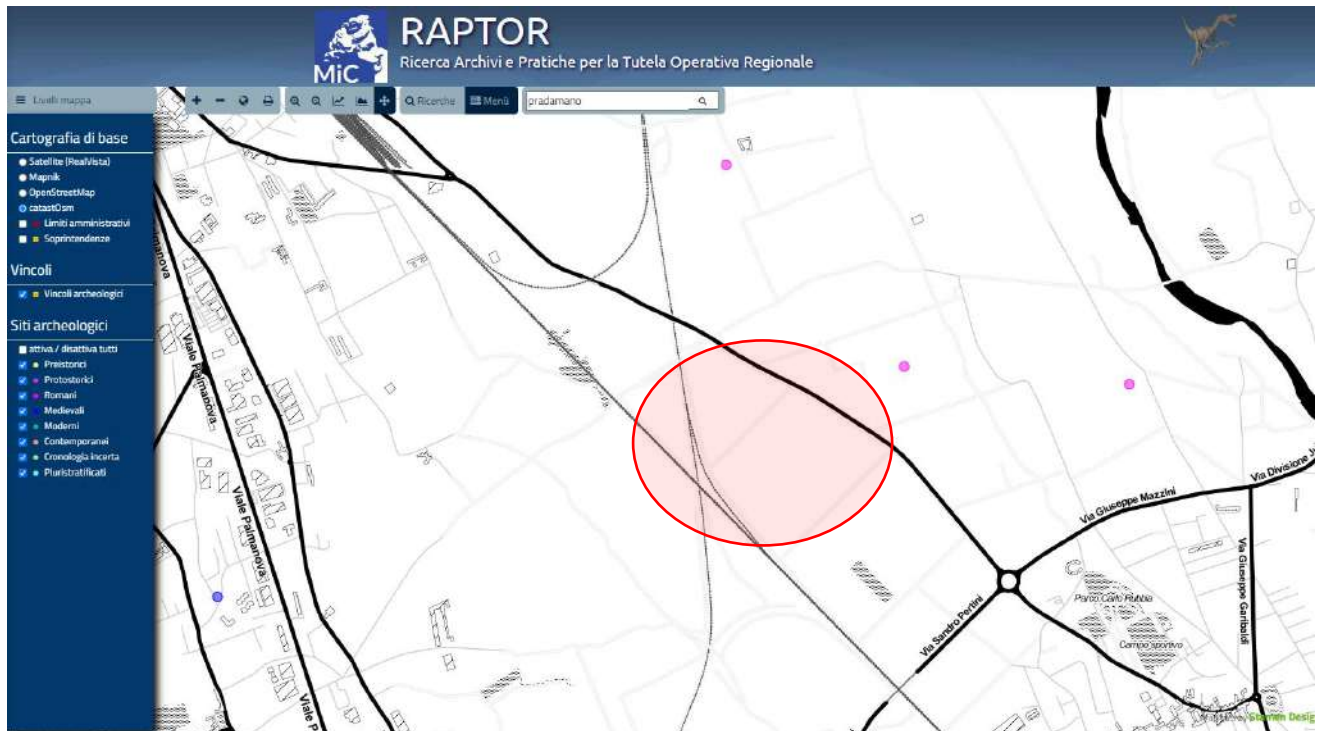 RAPTOR
Ricerca Archivi e Pratiche per la Tutela Operativa Regionale
MiC
Livelli mappa
Ricerche
Menù
pradamano
Cartografia di base
Satellite (RealVista)
Mapnik
OpenStreetMap
catastOsm
Limiti amministrativi
Soprintendenze
Vincoli
Vincoli archeologici
Siti archeologici
attiva / disattiva tutti
Preistorici
Protostorici
Romani
Medievali
Moderni
Contemporanei
Cronologia incerta
Pluristratificati
Viale Palmanova
Viale Palmanova
Viale P
Via Giuseppe Mazzini
Via Divisione J
Via Giuseppe Garibaldi
Via Sandro Pertini
Parco Carlo Rubbia
Campo sportivo
Stamen Desig